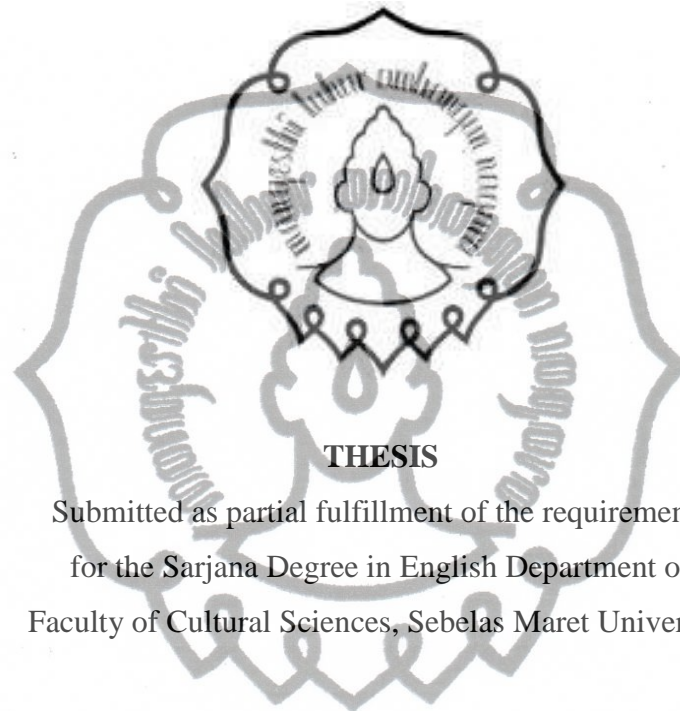 THESIS
Submitted as partial fulfillment of the requiremen
for the Sarjana Degree in English Department o
Faculty of Cultural Sciences, Sebelas Maret Univer